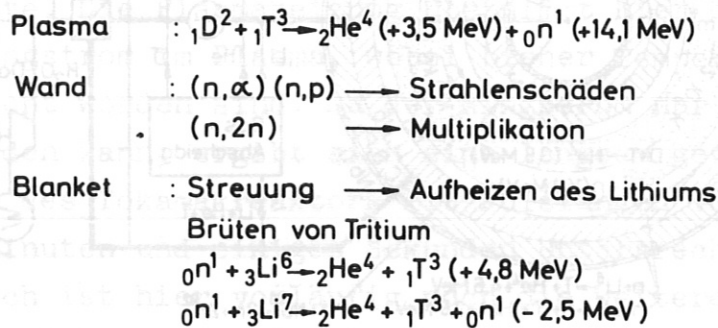 Plasma : ₁D²+₁T³→₂He⁴ (+3,5 MeV)+₀n¹ (+14,1 MeV)
Wand : (n,α) (n,p) → Strahlenschäden
(n,2n) → Multiplikation
Blanket : Streuung → Aufheizen des Lithiums
Brüten von Tritium
₀n¹ + ₃Li⁶→₂He⁴ + ₁T³ (+4,8 MeV)
₀n¹ + ₃Li⁷→₂He⁴ + ₁T³+₀n¹ (-2,5 MeV)